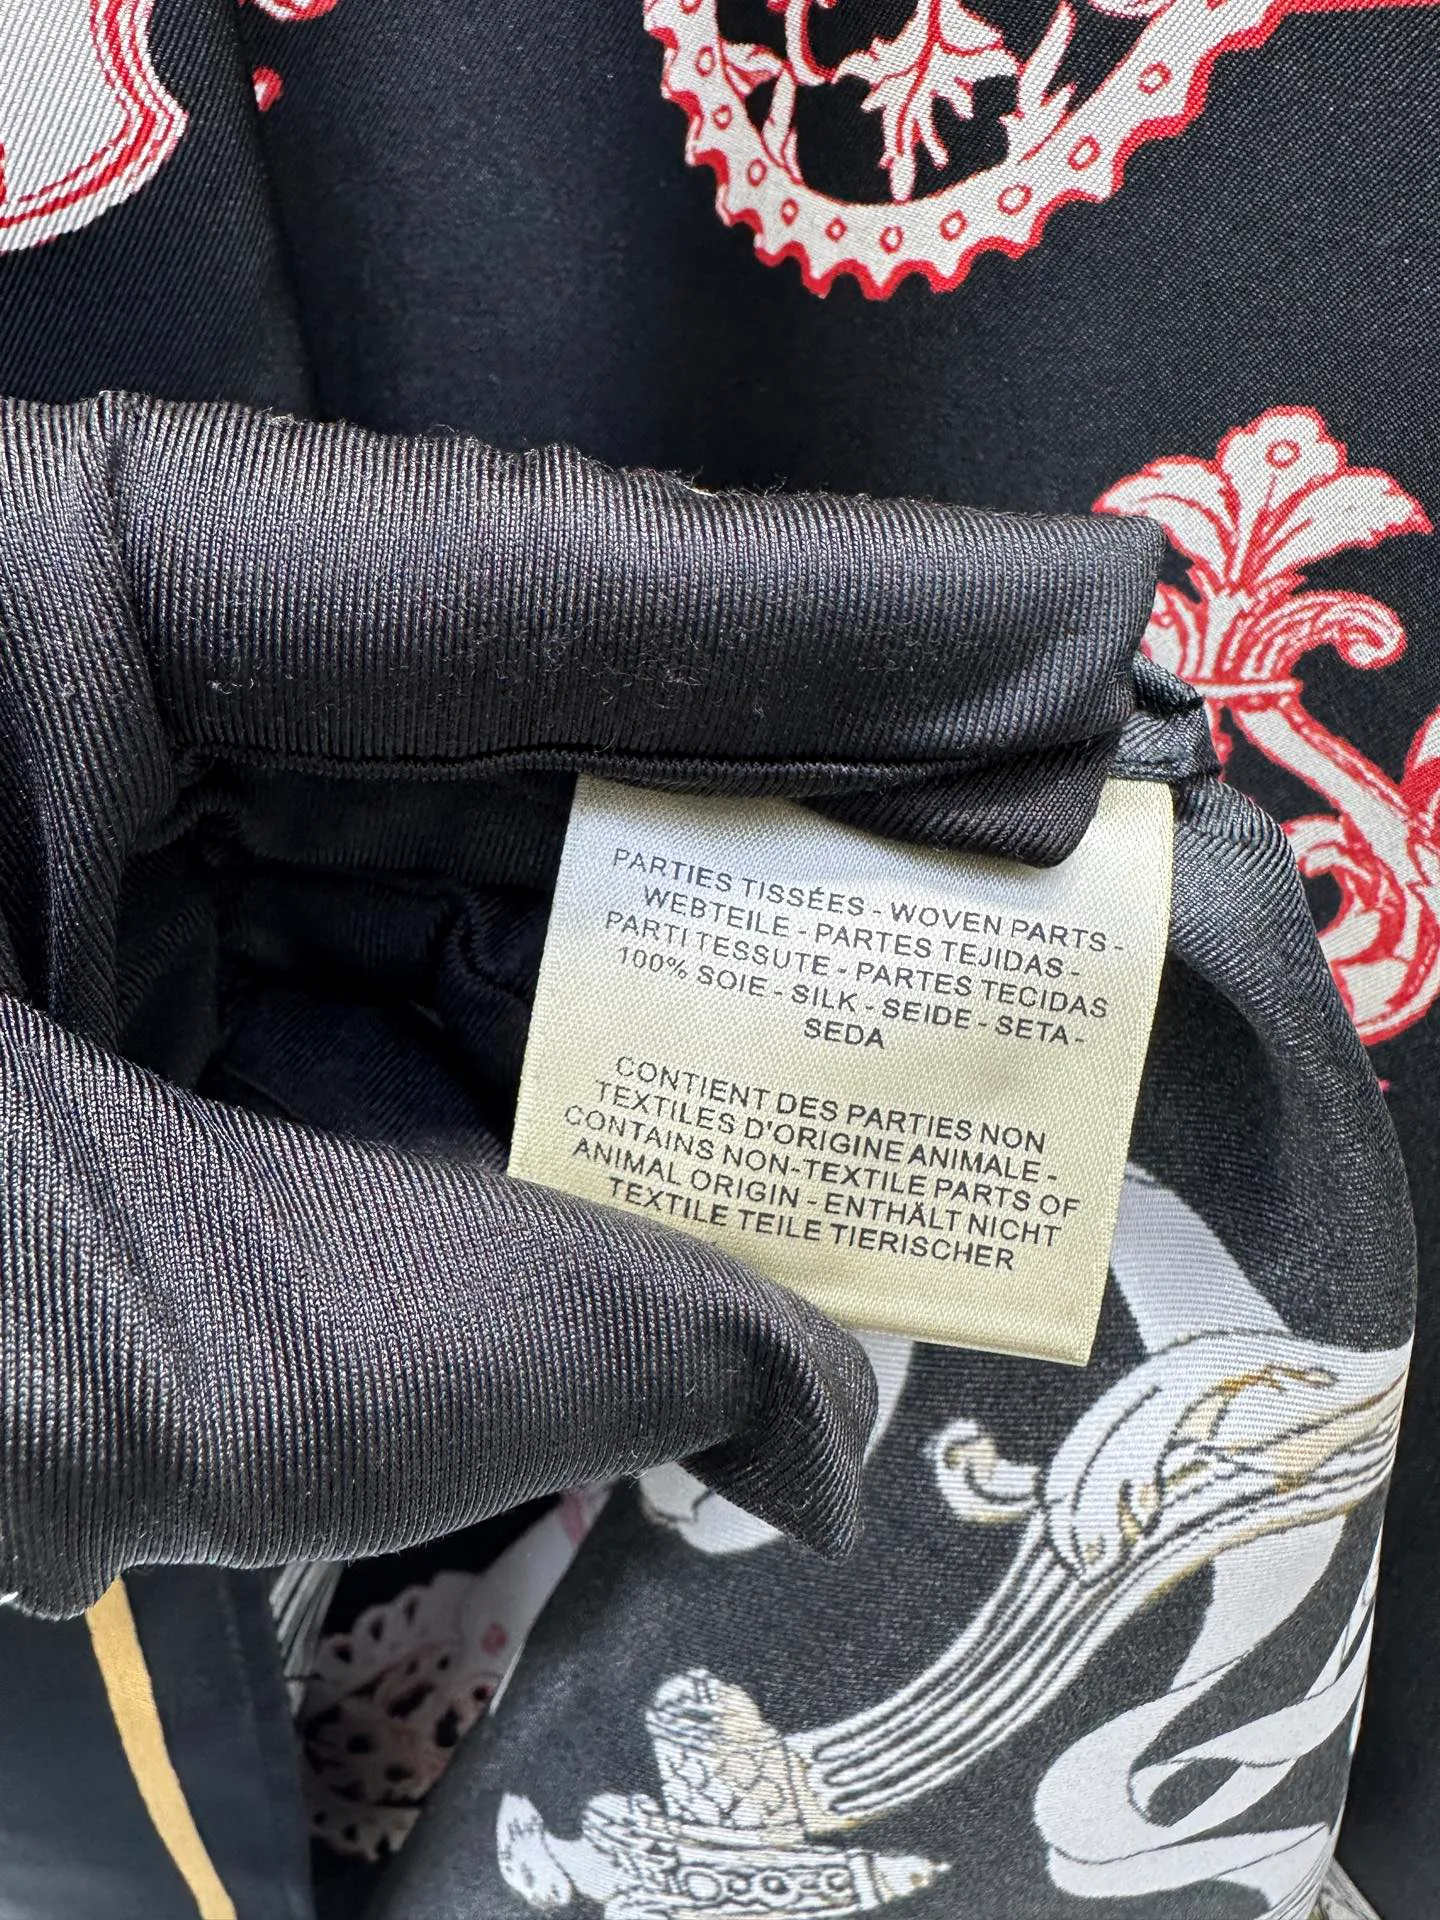 PARTIES TISSÉES - WOVEN PARTS -
WEBTEILE - PARTES TEJIDAS -
PARTI TESSUTE - PARTES TECIDAS
100% SOIE - SILK - SEIDE - SETA -
SEDA
CONTIENT DES PARTIES NON
TEXTILES D'ORIGINE ANIMALE -
CONTAINS NON-TEXTILE PARTS OF
ANIMAL ORIGIN - ENTHÄLT NICHT
TEXTILE TEILE TIERISCHER